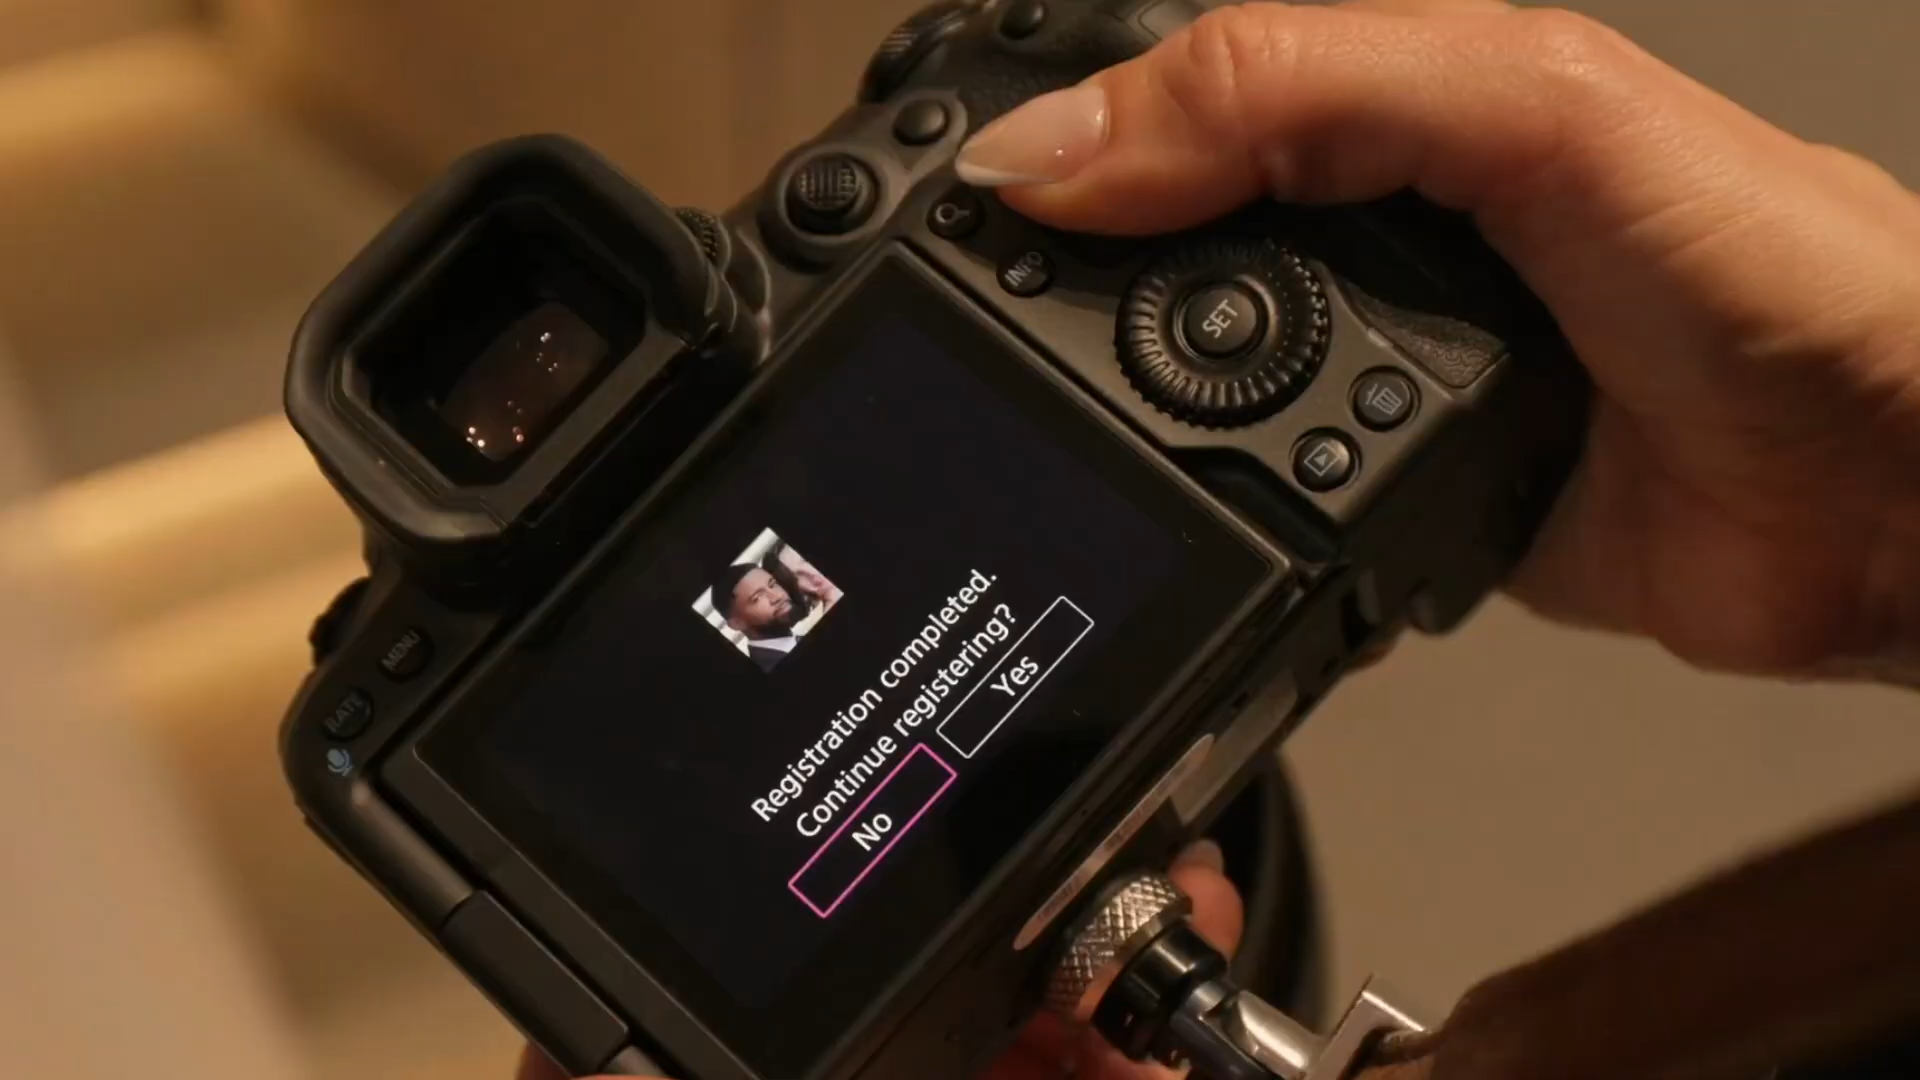 INFO
SET
MENU
RATE
Registration completed.
Continue registering?
No
Yes